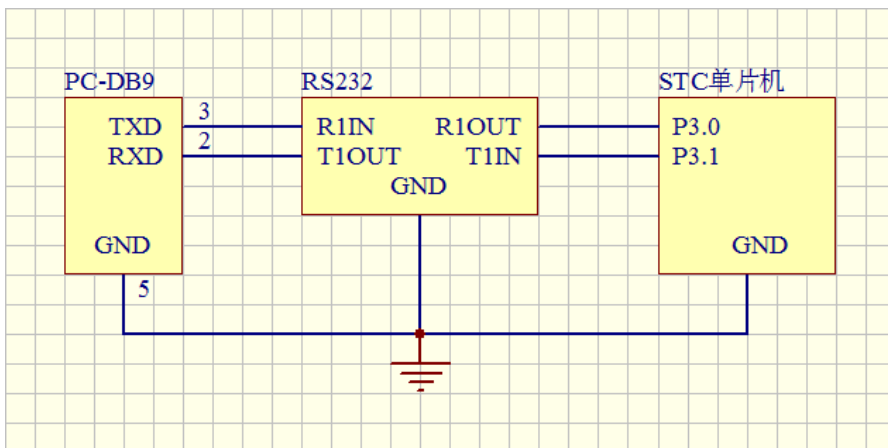 PC-DB9
RS232
STC单片机
TXD
3
R1IN
R1OUT
P3.0
RXD
2
T1OUT
T1IN
P3.1
GND
GND
GND
5